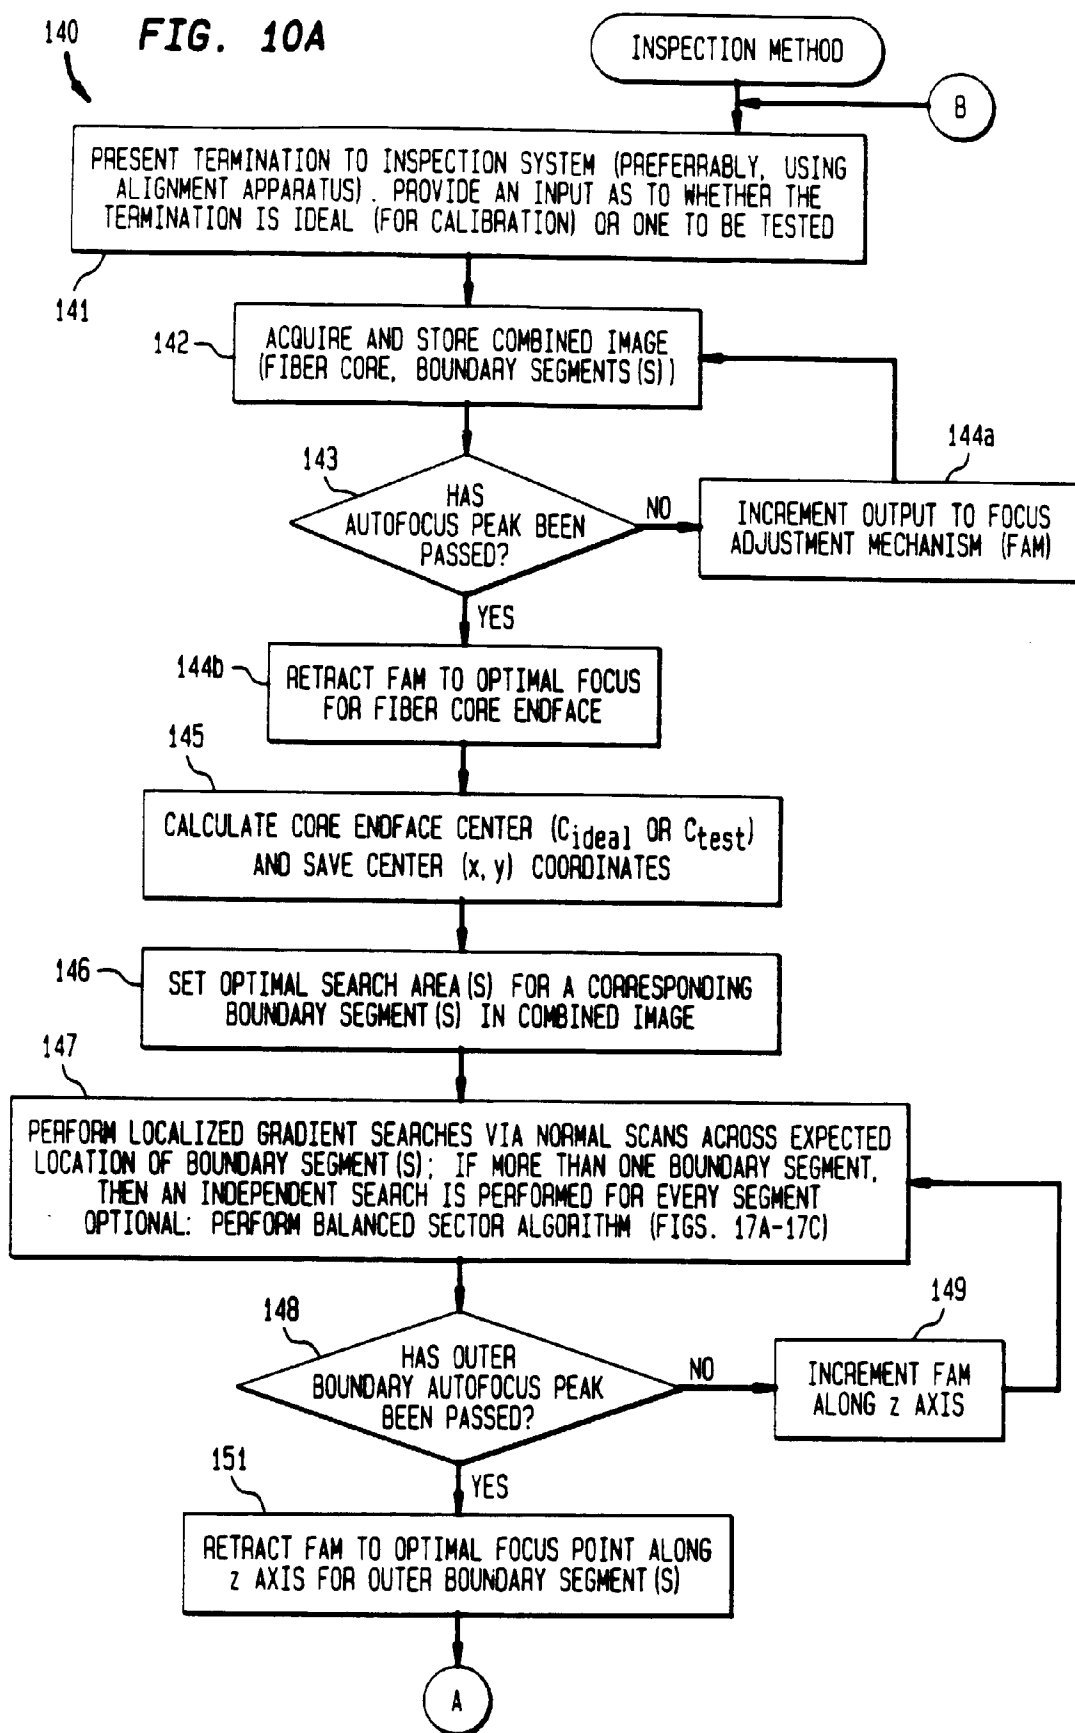 140
FIG. 10A
INSPECTION METHOD
B
PRESENT TERMINATION TO INSPECTION SYSTEM (PREFERRABLY, USING
ALIGNMENT APPARATUS). PROVIDE AN INPUT AS TO WHETHER THE
TERMINATION IS IDEAL (FOR CALIBRATION) OR ONE TO BE TESTED
141
142
ACQUIRE AND STORE COMBINED IMAGE
(FIBER CORE, BOUNDARY SEGMENTS(S))
143
HAS
AUTOFOCUS PEAK BEEN
PASSED?
NO
144a
INCREMENT OUTPUT TO FOCUS
ADJUSTMENT MECHANISM (FAM)
YES
144b
RETRACT FAM TO OPTIMAL FOCUS
FOR FIBER CORE ENDFACE
145
CALCULATE CORE ENDFACE CENTER (Cideal OR Ctest)
AND SAVE CENTER (x, y) COORDINATES
146
SET OPTIMAL SEARCH AREA(S) FOR A CORRESPONDING
BOUNDARY SEGMENT(S) IN COMBINED IMAGE
147
PERFORM LOCALIZED GRADIENT SEARCHES VIA NORMAL SCANS ACROSS EXPECTED
LOCATION OF BOUNDARY SEGMENT(S); IF MORE THAN ONE BOUNDARY SEGMENT,
THEN AN INDEPENDENT SEARCH IS PERFORMED FOR EVERY SEGMENT
OPTIONAL: PERFORM BALANCED SECTOR ALGORITHM (FIGS. 17A-17C)
148
HAS OUTER
BOUNDARY AUTOFOCUS PEAK
BEEN PASSED?
NO
149
INCREMENT FAM
ALONG z AXIS
YES
151
RETRACT FAM TO OPTIMAL FOCUS POINT ALONG
z AXIS FOR OUTER BOUNDARY SEGMENT(S)
A